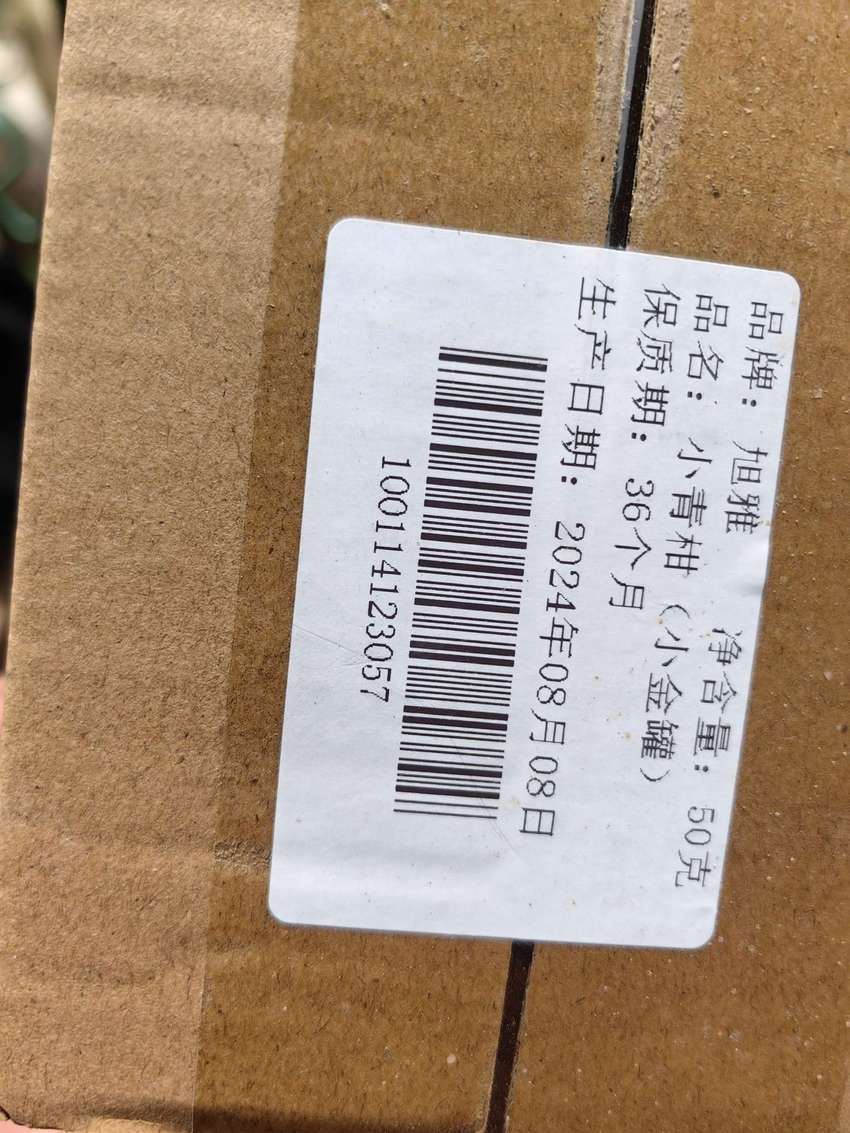 品牌：旭雅 净含量：50克
品名：小青柑（小金罐）
保质期：36个月
生产日期：2024年08月08日
100114123057